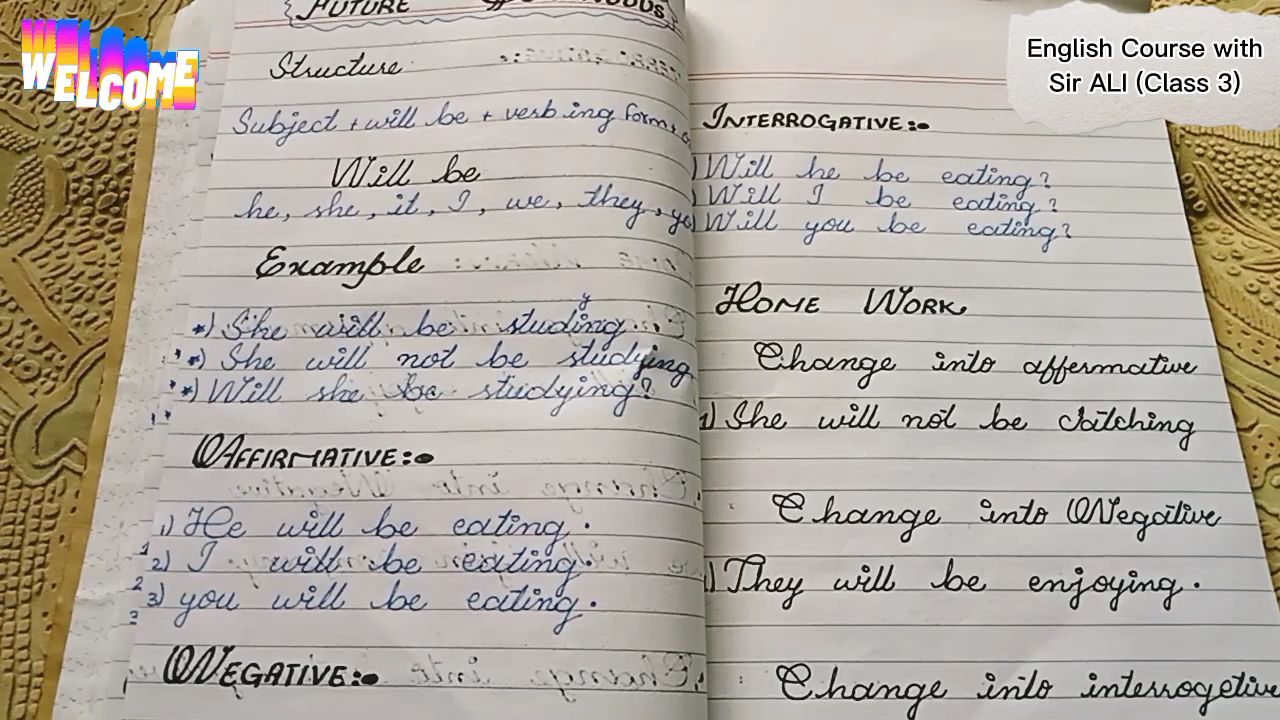 WELCOME
English Course with
Sir ALI (Class 3)
FUTURE
Structure
Subject + will be + verb ing form +
Will be
he, she, it, I, we, they,
Example
*) She will be studing.
y
*) She will not be studying
*) Will she be studying?
AFFIRMATIVE:
1) He will be eating.
2) I will be eating.
3) you will be eating.
NEGATIVE:
INTERROGATIVE:
) Will he be eating?
) Will I be eating?
) Will you be eating?
HOME WORK
Change into affermative
1) She will not be catching
Change into Negative
) They will be enjoying.
Change into interrogetive